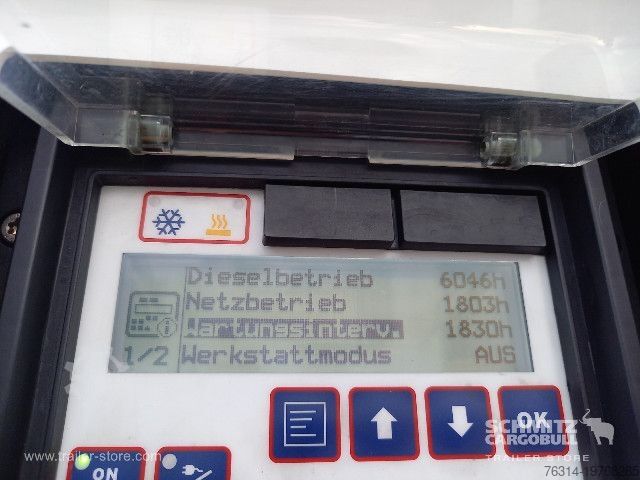 Dieselbetrieb 6046h
Netzbetrieb 1803h
Wartungsinterv. 1830h
1/2 Werkstattmodus AUS
OK
ON
SCHMITZ
CARGOBULL
TRAILER STORE
www.trailer-store.com